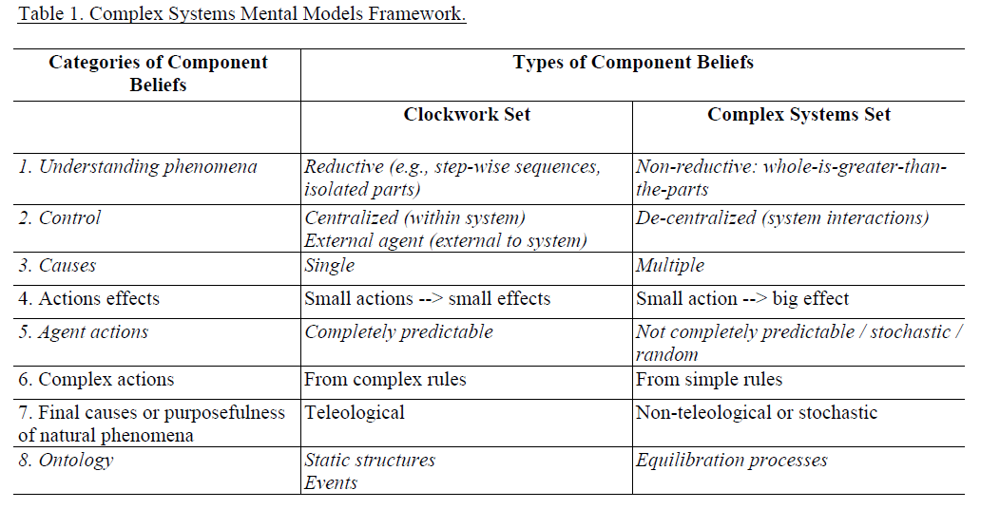 Table 1. Complex Systems Mental Models Framework.
Categories of Component
Beliefs
Types of Component Beliefs
Clockwork Set
Complex Systems Set
1. Understanding phenomena
Reductive (e.g., step-wise sequences,
isolated parts)
Non-reductive: whole-is-greater-than-
the-parts
2. Control
Centralized (within system)
External agent (external to system)
De-centralized (system interactions)
3. Causes
Single
Multiple
4. Actions effects
Small actions --> small effects
Small action --> big effect
5. Agent actions
Completely predictable
Not completely predictable / stochastic /
random
6. Complex actions
From complex rules
From simple rules
7. Final causes or purposefulness
of natural phenomena
Teleological
Non-teleological or stochastic
8. Ontology
Static structures
Events
Equilibration processes